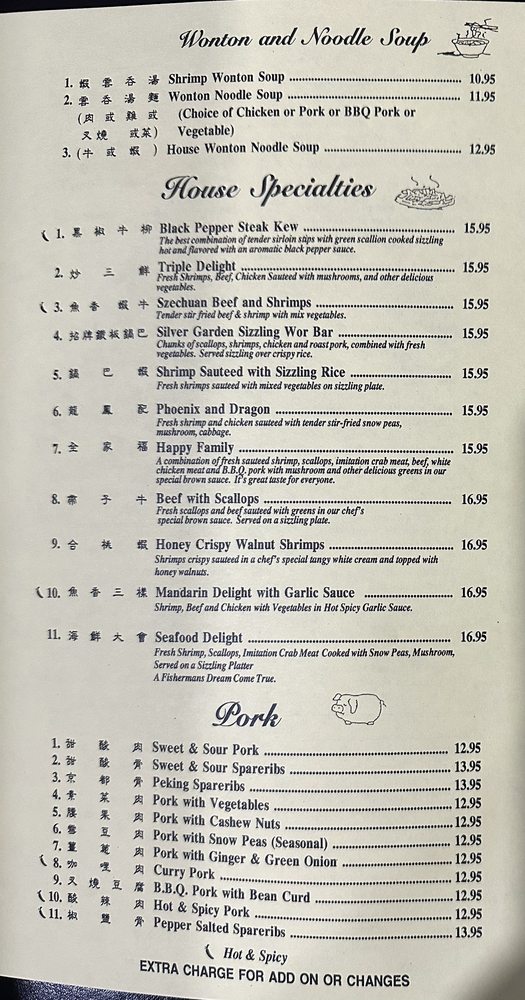 Wonton and Noodle Soup
1. 蝦雲吞湯 Shrimp Wonton Soup 10.95
2. 雲吞湯麵 Wonton Noodle Soup 11.95
(肉或雞或 (Choice of Chicken or Pork or BBQ Pork or
叉燒 或菜) Vegetable)
3. (牛或蝦) House Wonton Noodle Soup 12.95
House Specialties
1. 黑椒牛柳 Black Pepper Steak Kew 15.95
The best combination of tender sirloin stips with green scallion cooked sizzling
hot and flavored with an aromatic black pepper sauce.
2. 炒三鮮 Triple Delight 15.95
Fresh Shrimps, Beef, Chicken Sauteed with mushrooms, and other delicious
vegetables.
3. 魚香蝦牛 Szechuan Beef and Shrimps 15.95
Tender stir fried beef & shrimp with mix vegetables.
4. 招牌鐵板鍋巴 Silver Garden Sizzling Wor Bar 15.95
Chunks of scallops, shrimps, chicken and roast pork, combined with fresh
vegetables. Served sizzling over crispy rice.
5. 鍋巴蝦 Shrimp Sauteed with Sizzling Rice 15.95
Fresh shrimps sauteed with mixed vegetables on sizzling plate.
6. 龍鳳配 Phoenix and Dragon 15.95
Fresh shrimp and chicken sauteed with tender stir-fried snow peas,
mushroom, cabbage.
7. 全家福 Happy Family 15.95
A combination of fresh sauteed shrimp, scallops, imitation crab meat, beef, white
chicken meat and B.B.Q. pork with mushroom and other delicious greens in our
special brown sauce. It's great taste for everyone.
8. 帶子牛 Beef with Scallops 16.95
Fresh scallops and beef sauteed with greens in our chef's
special brown sauce. Served on a sizzling plate.
9. 合桃蝦 Honey Crispy Walnut Shrimps 16.95
Shrimps crispy sauteed in a chef's special tangy white cream and topped with
honey walnuts.
10. 魚香三樣 Mandarin Delight with Garlic Sauce 16.95
Shrimp, Beef and Chicken with Vegetables in Hot Spicy Garlic Sauce.
11. 海鮮大會 Seafood Delight 16.95
Fresh Shrimp, Scallops, Imitation Crab Meat Cooked with Snow Peas, Mushroom,
Served on a Sizzling Platter
A Fishermans Dream Come True.
Pork
1. 甜酸肉 Sweet & Sour Pork 12.95
2. 甜酸骨 Sweet & Sour Spareribs 13.95
3. 京都骨 Peking Spareribs 13.95
4. 素菜肉 Pork with Vegetables 12.95
5. 腰果肉 Pork with Cashew Nuts 12.95
6. 雪豆肉 Pork with Snow Peas (Seasonal) 12.95
7. 薑蔥肉 Pork with Ginger & Green Onion 12.95
8. 咖喱肉 Curry Pork 12.95
9. 叉燒豆腐 B.B.Q. Pork with Bean Curd 12.95
10. 酸辣肉 Hot & Spicy Pork 12.95
11. 椒鹽骨 Pepper Salted Spareribs 13.95
Hot & Spicy
EXTRA CHARGE FOR ADD ON OR CHANGES